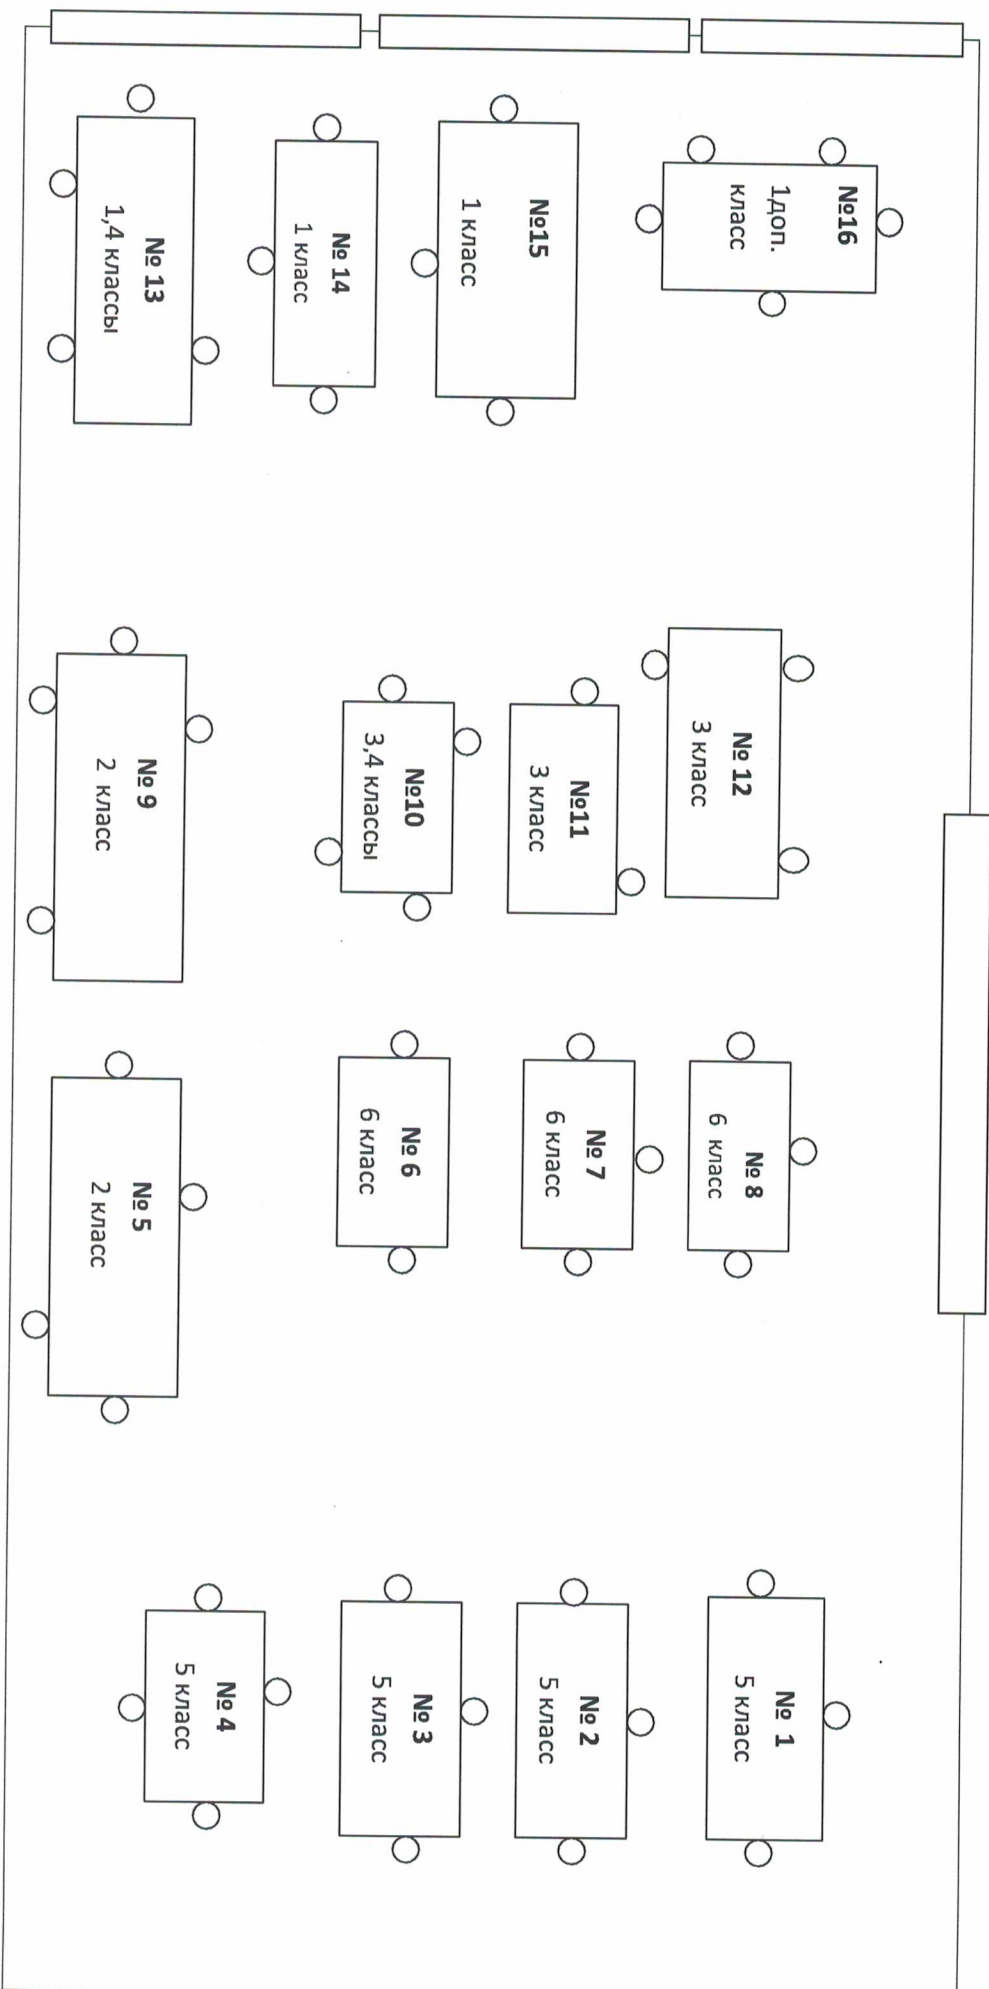 №16
1доп.
класс
№ 12
3 класс
№ 8
6 класс
№ 1
5 класс
№15
1 класс
№11
3 класс
№ 7
6 класс
№ 2
5 класс
№ 14
1 класс
№10
3,4 классы
№ 6
6 класс
№ 3
5 класс
№ 13
1,4 классы
№ 9
2 класс
№ 5
2 класс
№ 4
5 класс